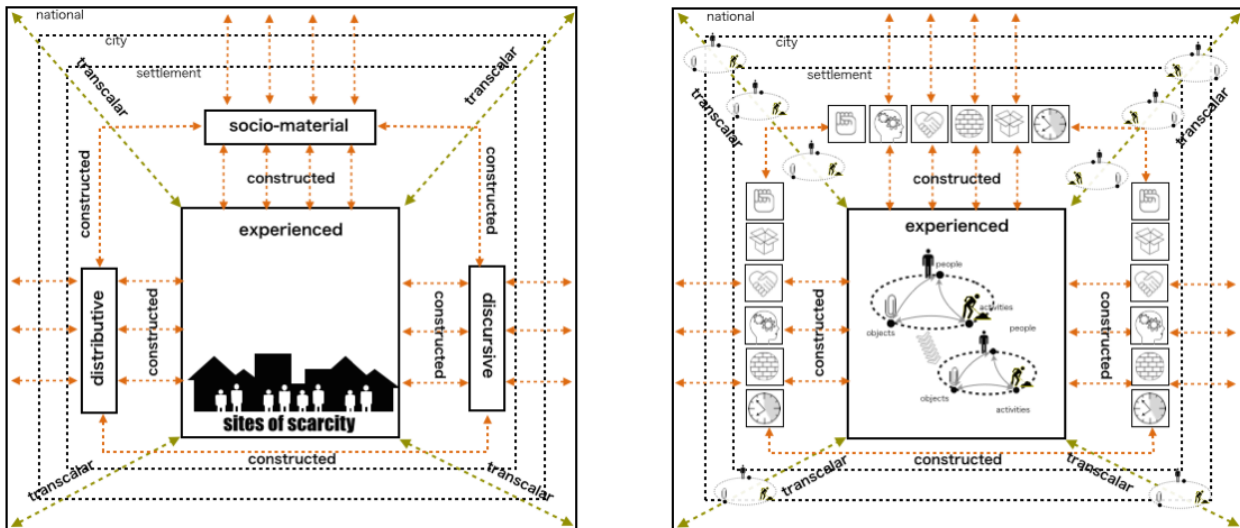 national
city
settlement
transcalar
transcalar
socio-material
constructed
constructed
constructed
experienced
distributive
constructed
constructed
discursive
sites of scarcity
constructed
transcalar
transcalar
national
city
settlement
transcalar
transcalar
constructed
experienced
people
activities
objects
people
constructed
constructed
objects
activities
constructed
transcalar
transcalar